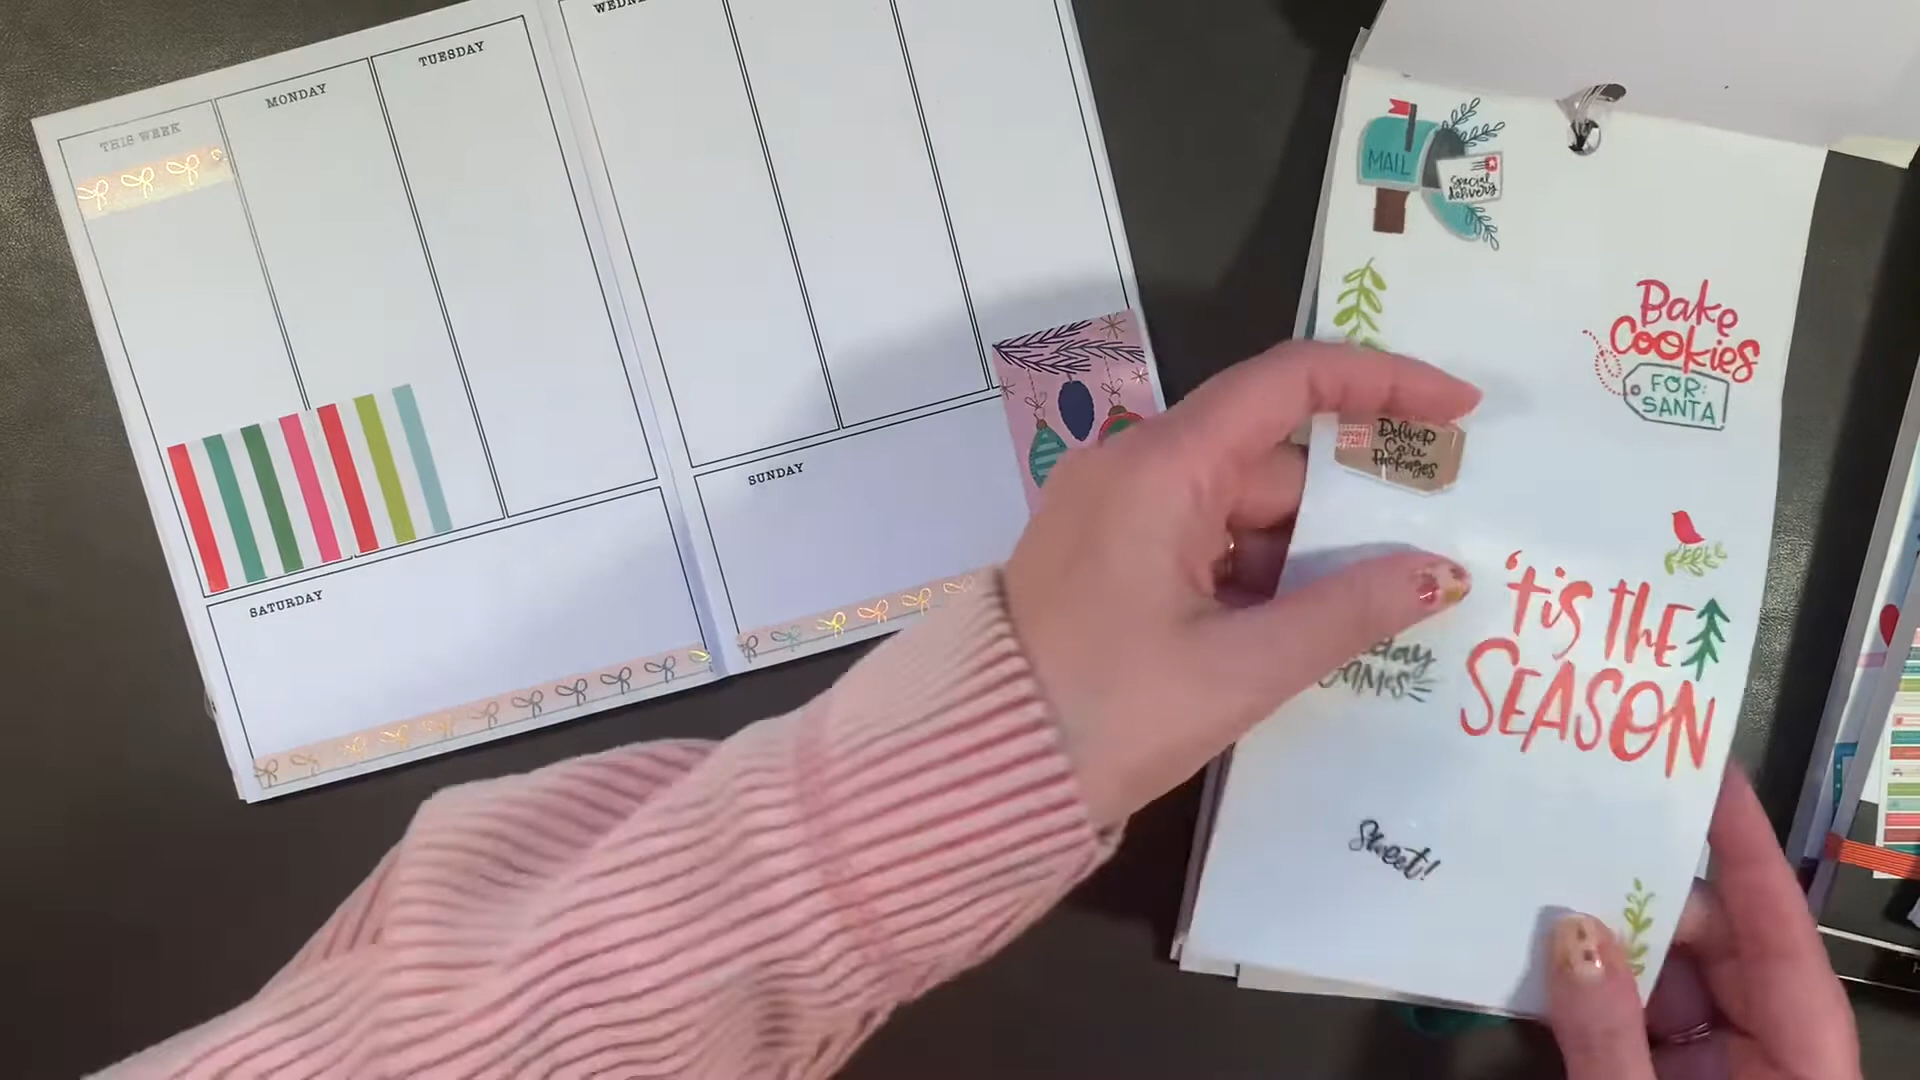 THIS WEEK
MONDAY
TUESDAY
SATURDAY
SUNDAY
MAIL
special
delivery
Bake
Cookies
FOR:
SANTA
Deliver
Care
Packages
'tis the
SEASON
Sweet!